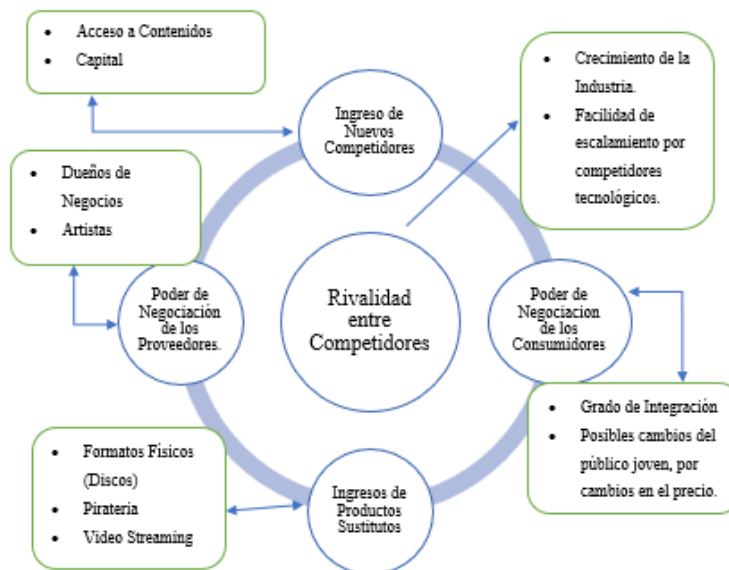 • Acceso a Contenidos
• Capital
Ingreso de
Nuevos
Competidores
• Crecimiento de la
Industria.
• Facilidad de
escalamiento por
competidores
tecnológicos.
• Dueños de
Negocios
• Artistas
Poder de
Negociación
de los
Proveedores.
Rivalidad
entre
Competidores
Poder de
Negociacion
de los
Consumidores
• Grado de Integración
• Posibles cambios del
público joven, por
cambios en el precio.
• Formatos Físicos
(Discos)
• Pirateria
• Video Streaming
Ingresos de
Productos
Sustitutos